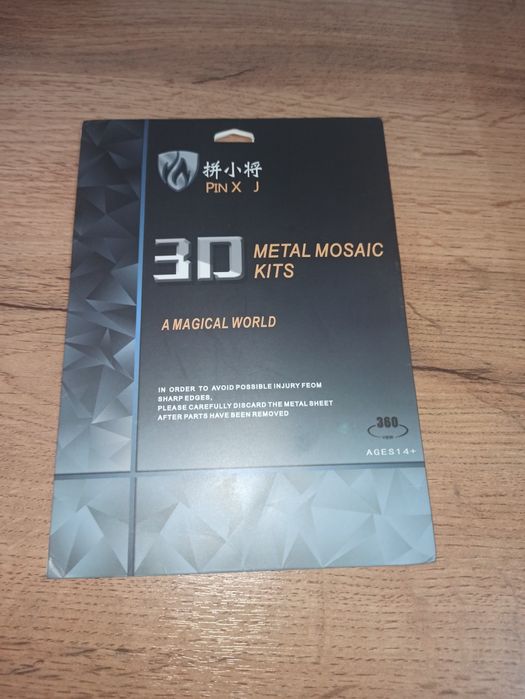 拼小将
PIN X J
3D
METAL MOSAIC
KITS
A MAGICAL WORLD
IN ORDER TO AVOID POSSIBLE INJURY FEOM
SHARP EDGES,
PLEASE CAREFULLY DISCARD THE METAL SHEET
AFTER PARTS HAVE BEEN REMOVED
360
VIEW
AGES14+